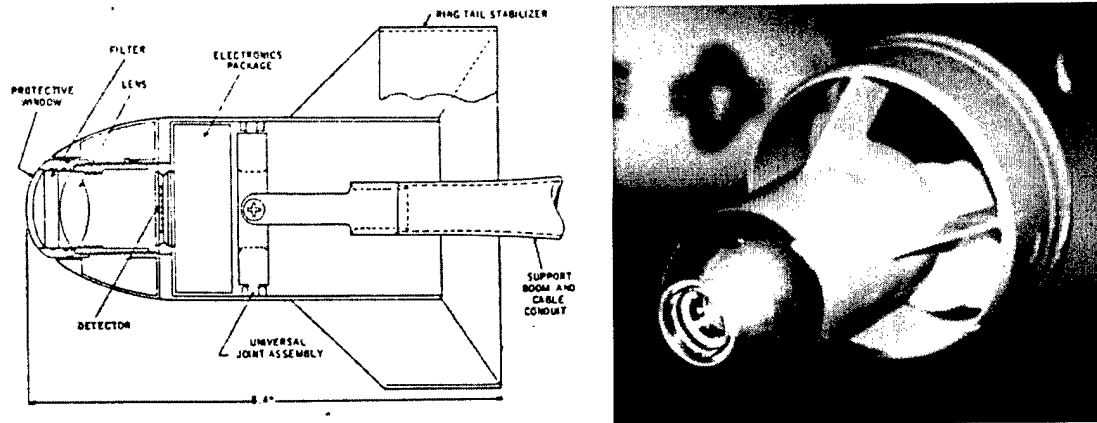 RING TAIL STABILIZER
FILTER
ELECTRONICS
PACKAGE
LENS
PROTECTIVE
WINDOW
SUPPORT
BOOM AND
CABLE
CONDUIT
DETECTOR
UNIVERSAL
JOINT ASSEMBLY